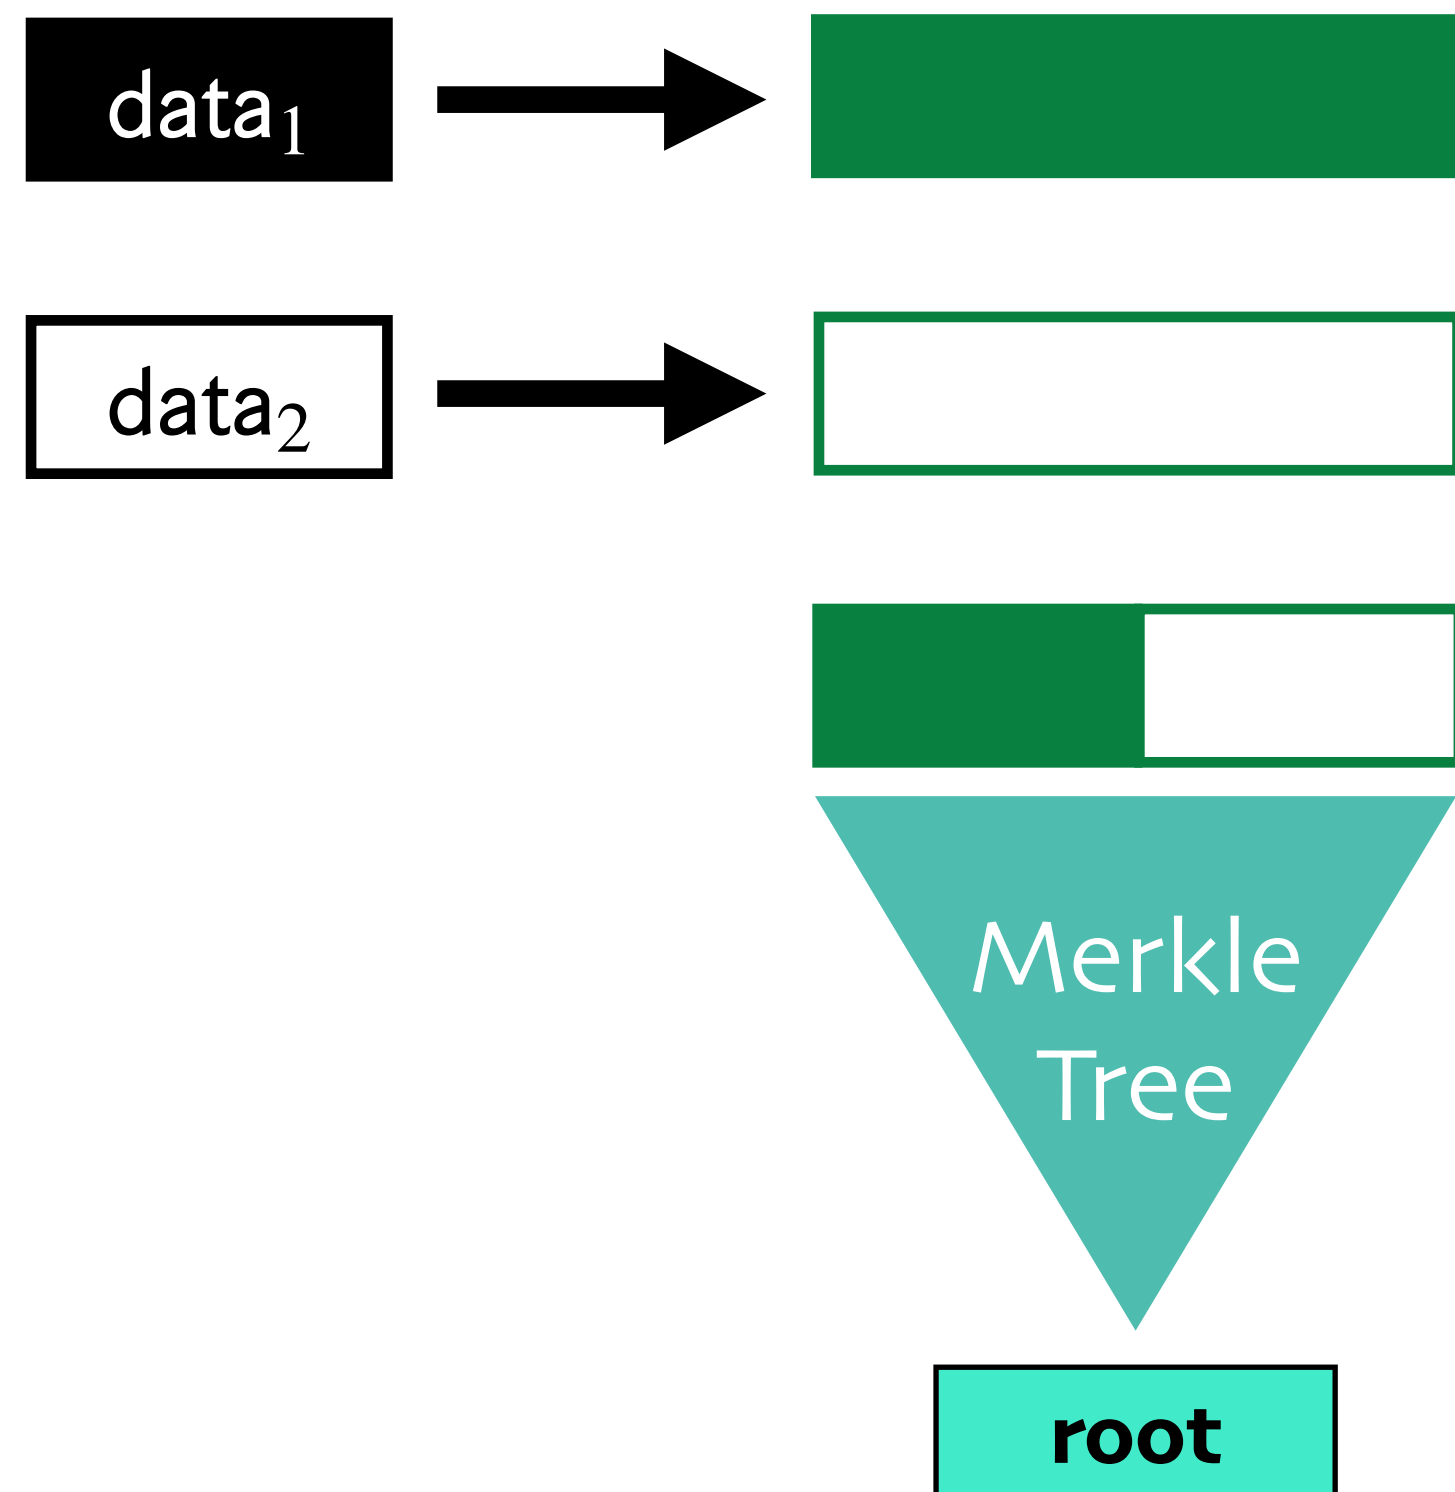 data₁
data₂
Merkle
Tree
root